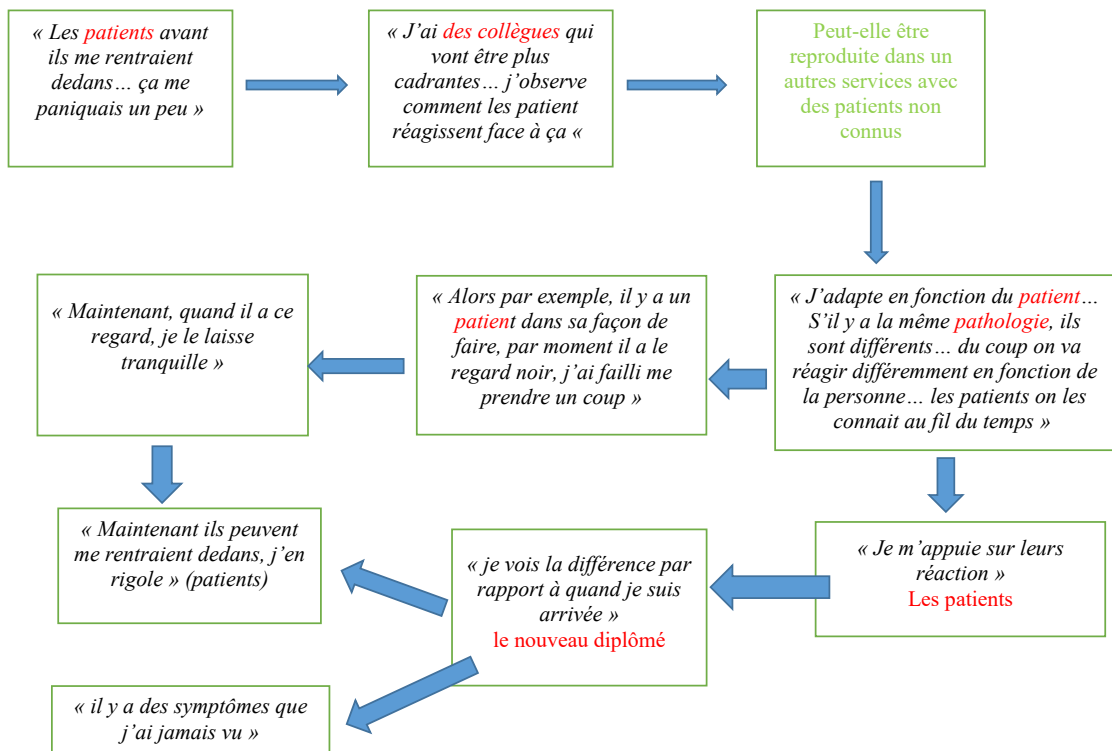 « Les patients avant
ils me rentraient
dedans… ça me
paniquais un peu »
« J’ai des collègues qui
vont être plus
cadrantes… j’observe
comment les patient
réagissent face à ça «
Peut-elle être
reproduite dans un
autres services avec
des patients non
connus
« J’adapte en fonction du patient…
S’il y a la même pathologie, ils
sont différents… du coup on va
réagir différemment en fonction de
la personne… les patients on les
connait au fil du temps »
« Alors par exemple, il y a un
patient dans sa façon de
faire, par moment il a le
regard noir, j’ai failli me
prendre un coup »
« Maintenant, quand il a ce
regard, je le laisse
tranquille »
« Maintenant ils peuvent
me rentraient dedans, j’en
rigole » (patients)
« je vois la différence par
rapport à quand je suis
arrivée »
le nouveau diplômé
« Je m’appuie sur leurs
réaction »
Les patients
« il y a des symptômes que
j’ai jamais vu »